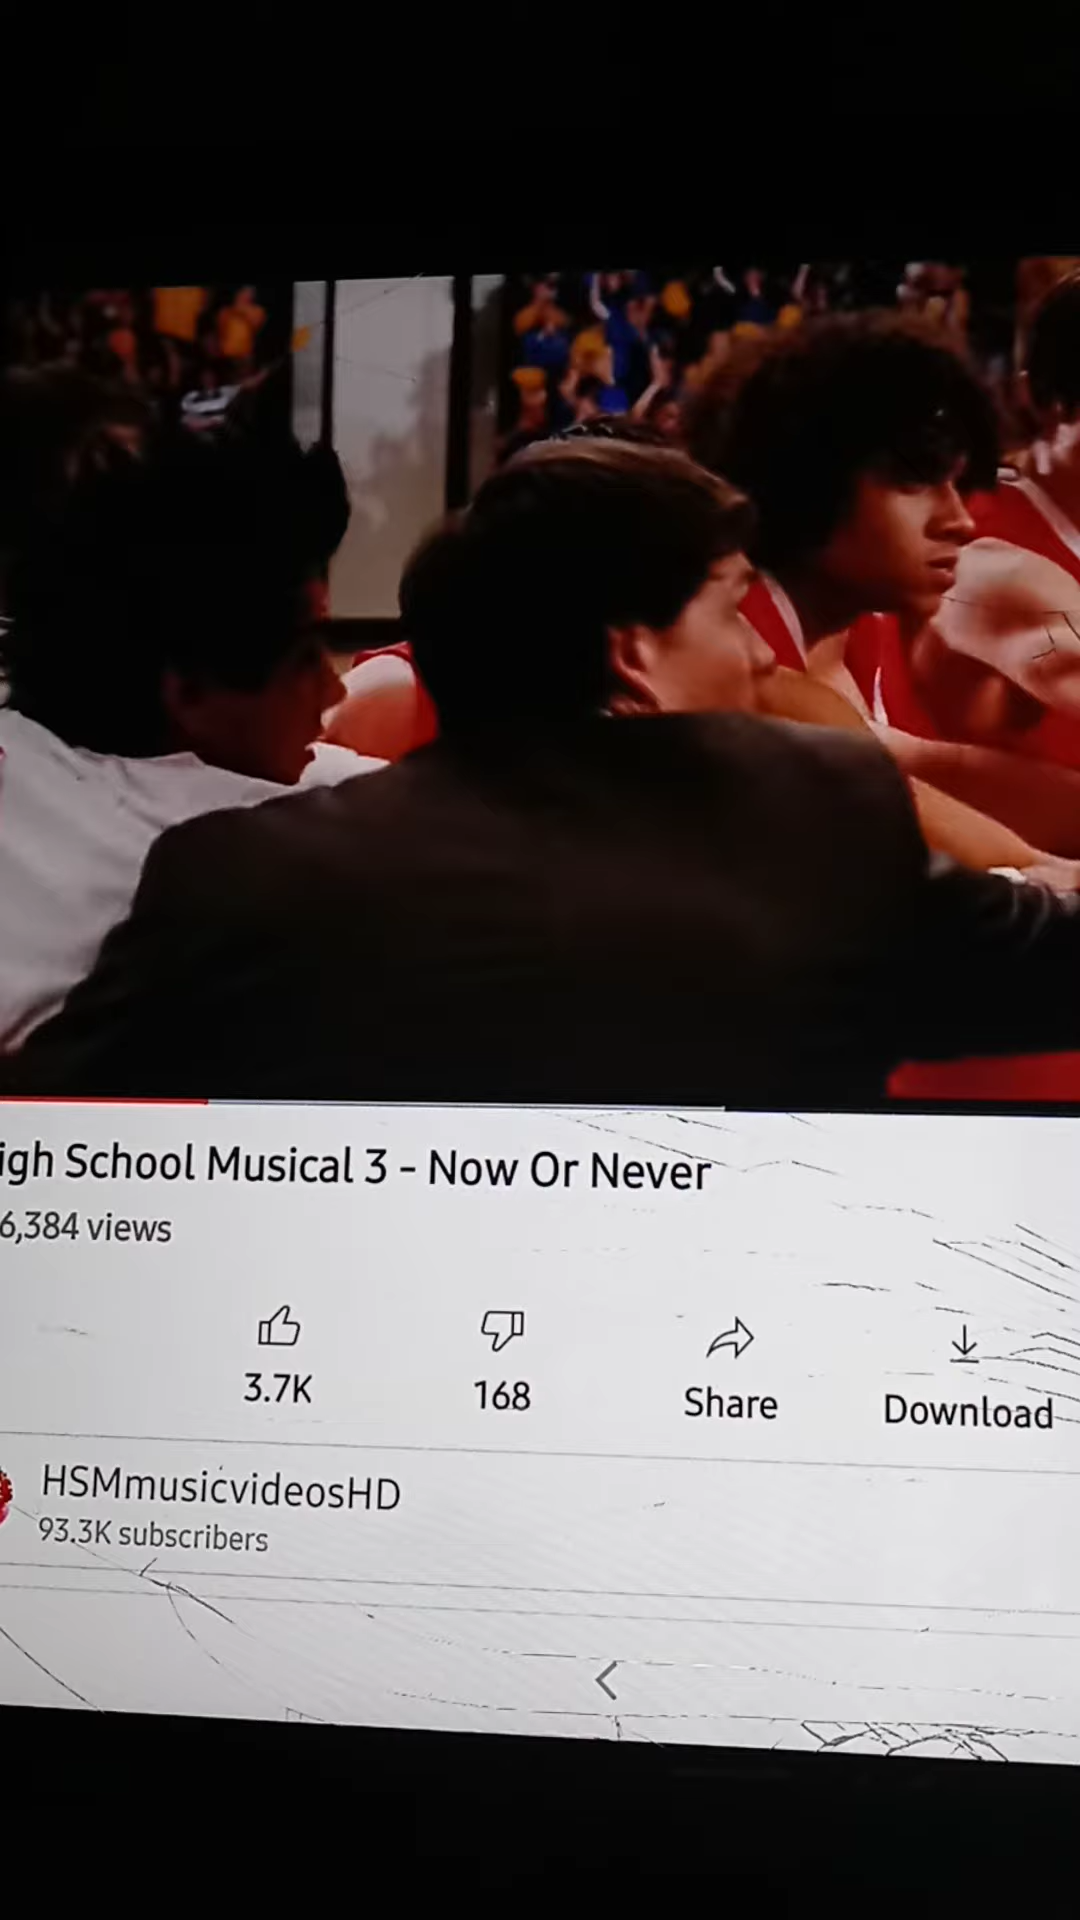 igh School Musical 3 - Now Or Never
6,384 views
3.7K
168
Share
Download
HSMmusicvideosHD
93.3K subscribers